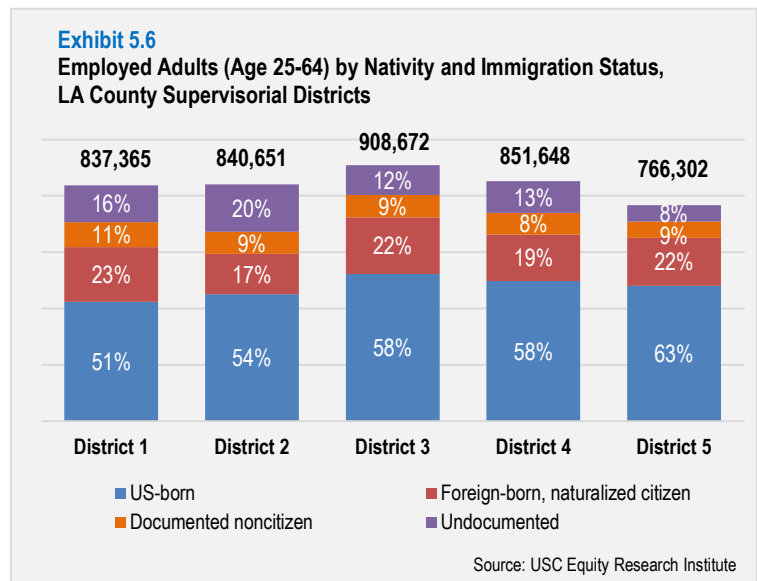 Exhibit 5.6
Employed Adults (Age 25-64) by Nativity and Immigration Status,
LA County Supervisorial Districts
837,365 840,651 908,672 851,648 766,302
16% 20% 12% 13% 8%
11% 9% 9% 8% 9%
23% 17% 22% 19% 22%
51% 54% 58% 58% 63%
District 1 District 2 District 3 District 4 District 5
US-born Foreign-born, naturalized citizen
Documented noncitizen Undocumented
Source: USC Equity Research Institute